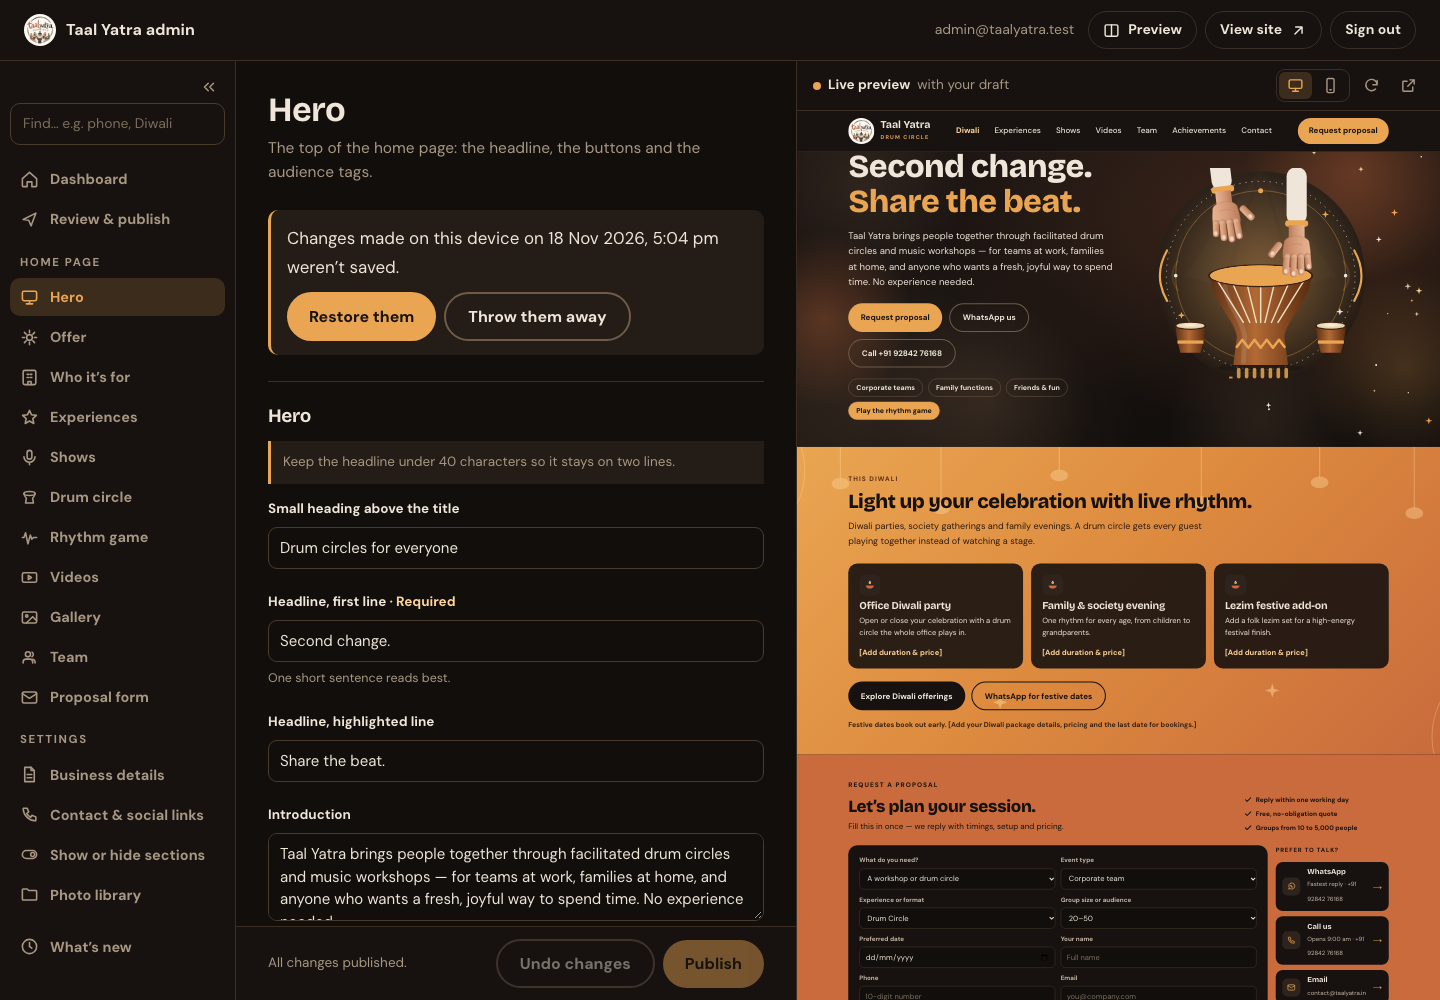 Taal Yatra admin
admin@taalyatra.test
Preview
View site
Sign out
Find… e.g. phone, Diwali
Dashboard
Review & publish
HOME PAGE
Hero
Offer
Who it’s for
Experiences
Shows
Drum circle
Rhythm game
Videos
Gallery
Team
Proposal form
SETTINGS
Business details
Contact & social links
Show or hide sections
Photo library
What’s new
Hero
The top of the home page: the headline, the buttons and the
audience tags.
Changes made on this device on 18 Nov 2026, 5:04 pm
weren’t saved.
Restore them
Throw them away
Hero
Keep the headline under 40 characters so it stays on two lines.
Small heading above the title
Drum circles for everyone
Headline, first line · Required
Second change.
One short sentence reads best.
Headline, highlighted line
Share the beat.
Introduction
Taal Yatra brings people together through facilitated drum circles
and music workshops — for teams at work, families at home, and
anyone who wants a fresh, joyful way to spend time. No experience
needed.
All changes published.
Undo changes
Publish
Live preview with your draft
Taal Yatra
DRUM CIRCLE
Diwali
Experiences
Shows
Videos
Team
Achievements
Contact
Request proposal
Second change.
Share the beat.
Taal Yatra brings people together through facilitated drum
circles and music workshops — for teams at work, families
at home, and anyone who wants a fresh, joyful way to spend
time. No experience needed.
Request proposal
WhatsApp us
Call +91 92842 76168
Corporate teams
Family functions
Friends & fun
Play the rhythm game
THIS DIWALI
Light up your celebration with live rhythm.
Diwali parties, society gatherings and family evenings. A drum circle gets every guest
playing together instead of watching a stage.
Office Diwali party
Open or close your celebration with a drum
circle the whole office plays in.
[Add duration & price]
Family & society evening
One rhythm for every age, from children to
grandparents.
[Add duration & price]
Lezim festive add-on
Add a folk lezim set for a high-energy
festival finish.
[Add duration & price]
Explore Diwali offerings
WhatsApp for festive dates
Festive dates book out early. [Add your Diwali package details, pricing and the last date for bookings.]
REQUEST A PROPOSAL
Let’s plan your session.
Fill this in once — we reply with timings, setup and pricing.
Reply within one working day
Free, no-obligation quote
Groups from 10 to 5,000 people
What do you need?
A workshop or drum circle
Event type
Corporate team
Experience or format
Drum Circle
Group size or audience
20–50
Preferred date
dd/mm/yyyy
Your name
Full name
Phone
10-digit number
Email
you@company.com
PREFER TO TALK?
WhatsApp
Fastest reply · +91
92842 76168
Call us
Opens 9:00 am · +91
92842 76168
Email
contact@taalyatra.in